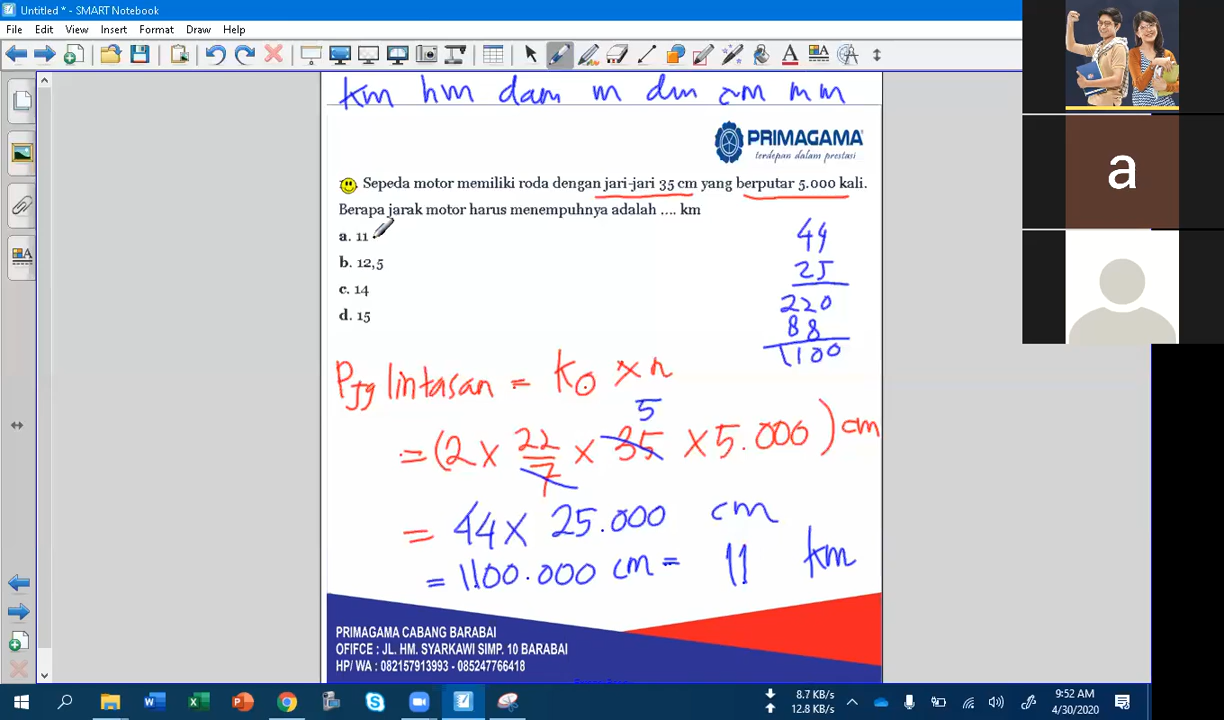 Untitled * - SMART Notebook
File Edit View Insert Format Draw Help
km hm dam m dm cm mm
PRIMAGAMA
terdepan dalam prestasi
Sepeda motor memiliki roda dengan jari-jari 35 cm yang berputar 5.000 kali.
Berapa jarak motor harus menempuhnya adalah .... km
a. 11
b. 12,5
c. 14
d. 15
44
25
220
88
1100
Pjg lintasan = K⊙ × n
5
= (2 × 22/7 × 35 × 5.000) cm
= 44 × 25.000 cm
= 1100.000 cm = 11 km
PRIMAGAMA CABANG BARABAI
OFIFCE : JL. HM. SYARKAWI SIMP. 10 BARABAI
HP/ WA : 082157913993 - 085247766418
a
8.7 KB/s
12.8 KB/s
9:52 AM
4/30/2020